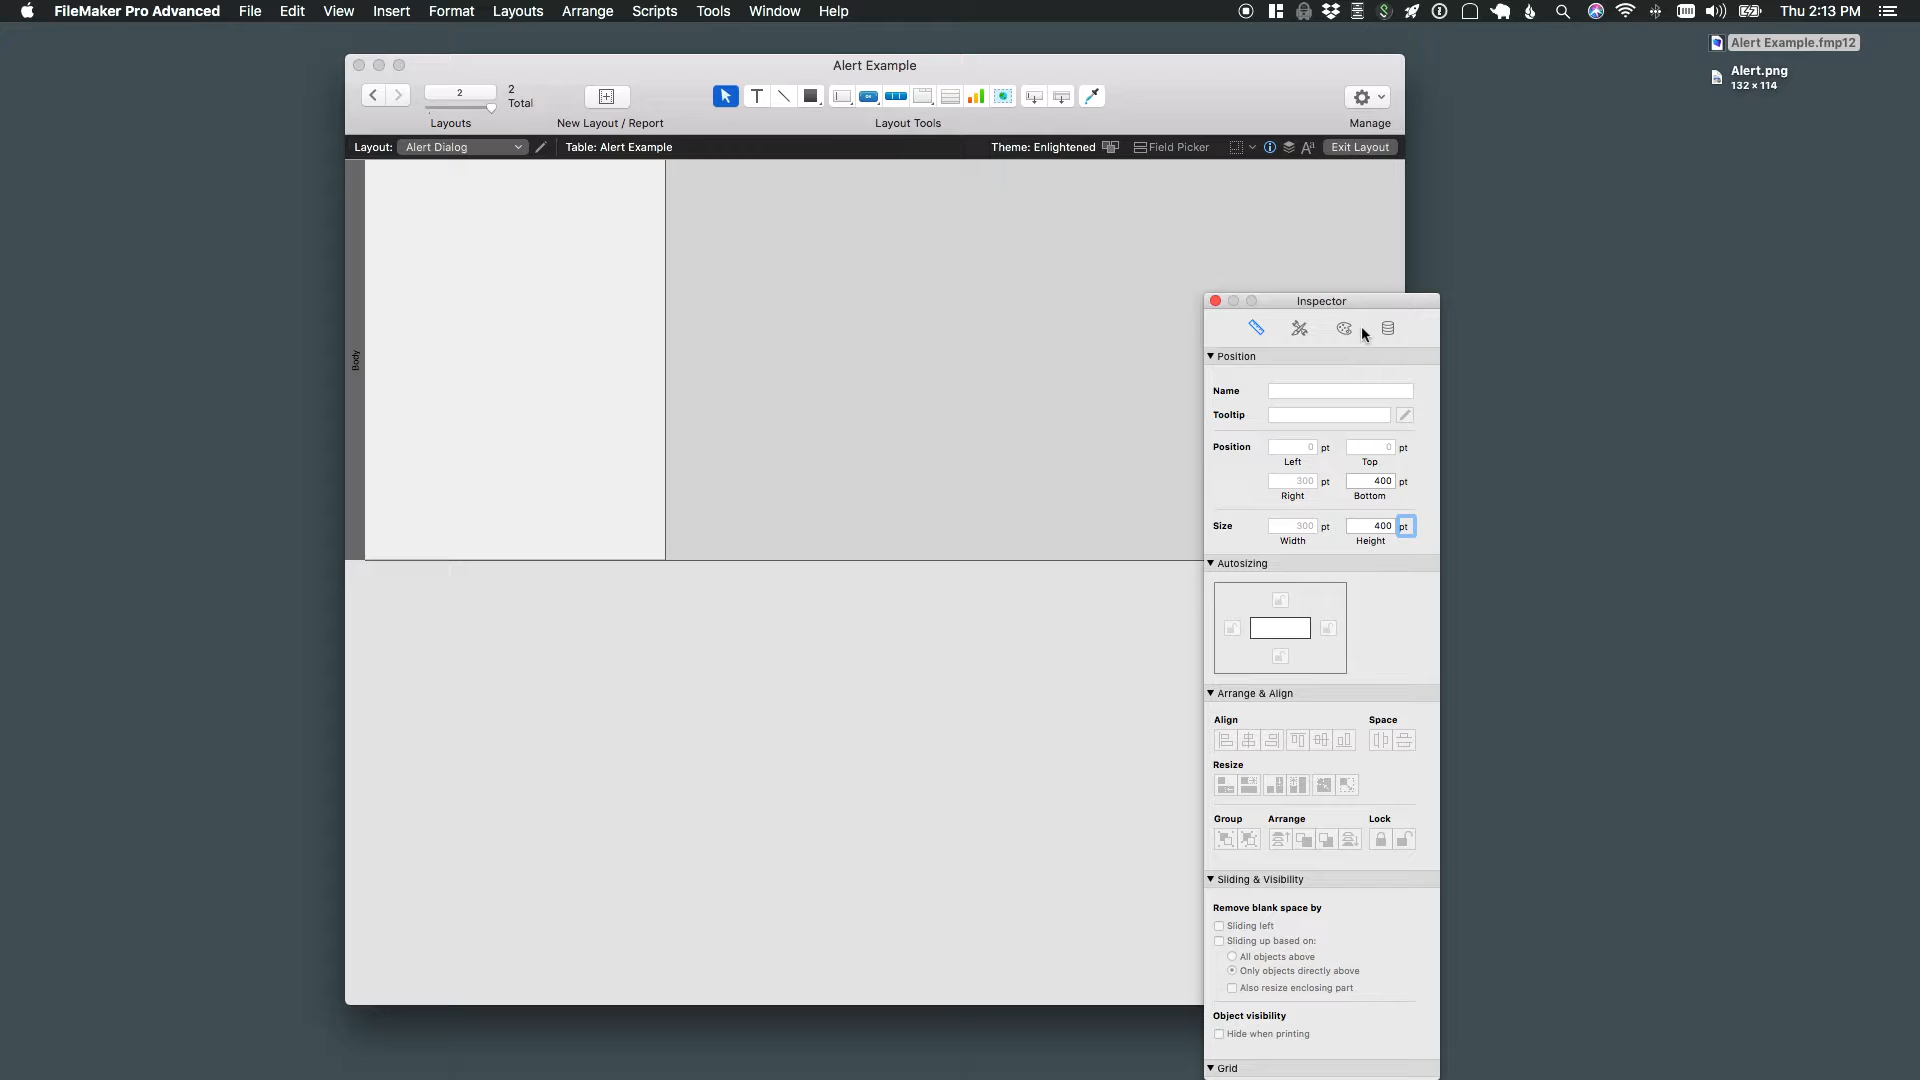 FileMaker Pro Advanced File Edit View Insert Format Layouts Arrange Scripts Tools Window Help Thu 2:13 PM
Alert Example.fmp12
Alert.png
132 × 114
Alert Example
2 2
Total
Layouts New Layout / Report Layout Tools Manage
Layout: Alert Dialog Table: Alert Example Theme: Enlightened Field Picker Aa Exit Layout
Body
Inspector
Position
Name
Tooltip
Position 0 pt 0 pt
Left Top
300 pt 400 pt
Right Bottom
Size 300 pt 400 pt
Width Height
Autosizing
Arrange & Align
Align Space
Resize
Group Arrange Lock
Sliding & Visibility
Remove blank space by
Sliding left
Sliding up based on:
All objects above
Only objects directly above
Also resize enclosing part
Object visibility
Hide when printing
Grid